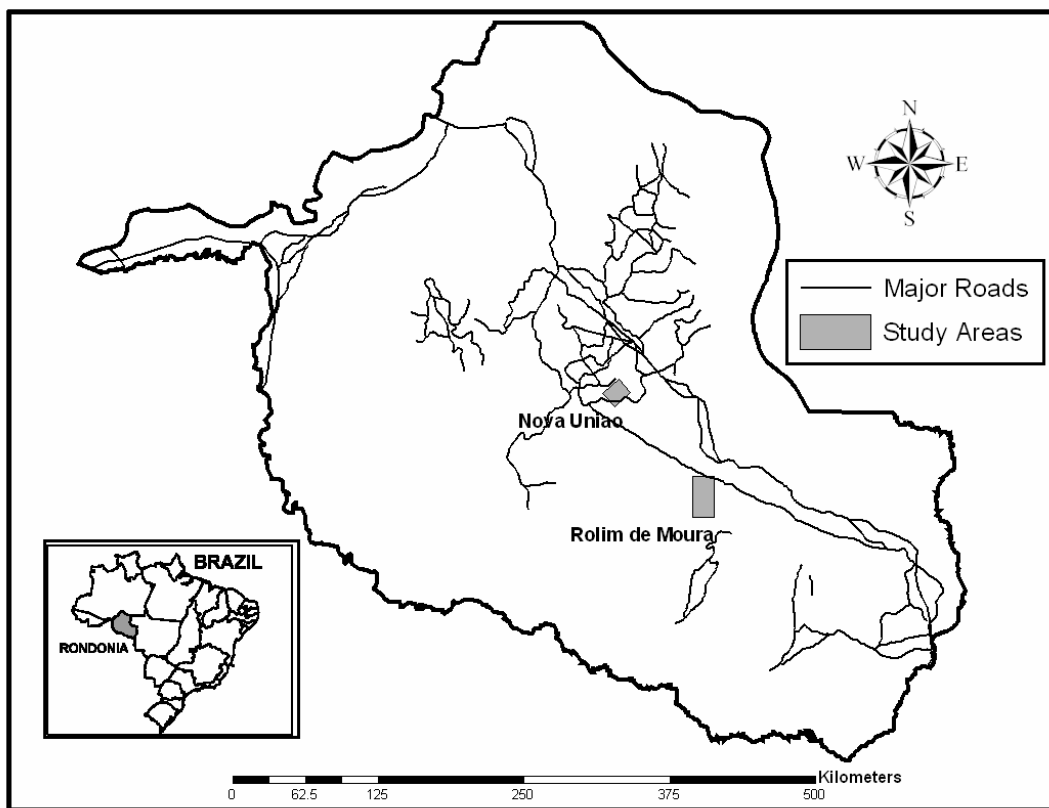 N
W
E
S
Major Roads
Study Areas
Nova Uniao
Rolim de Moura
BRAZIL
RONDONIA
Kilometers
0 62.5 125 250 375 500